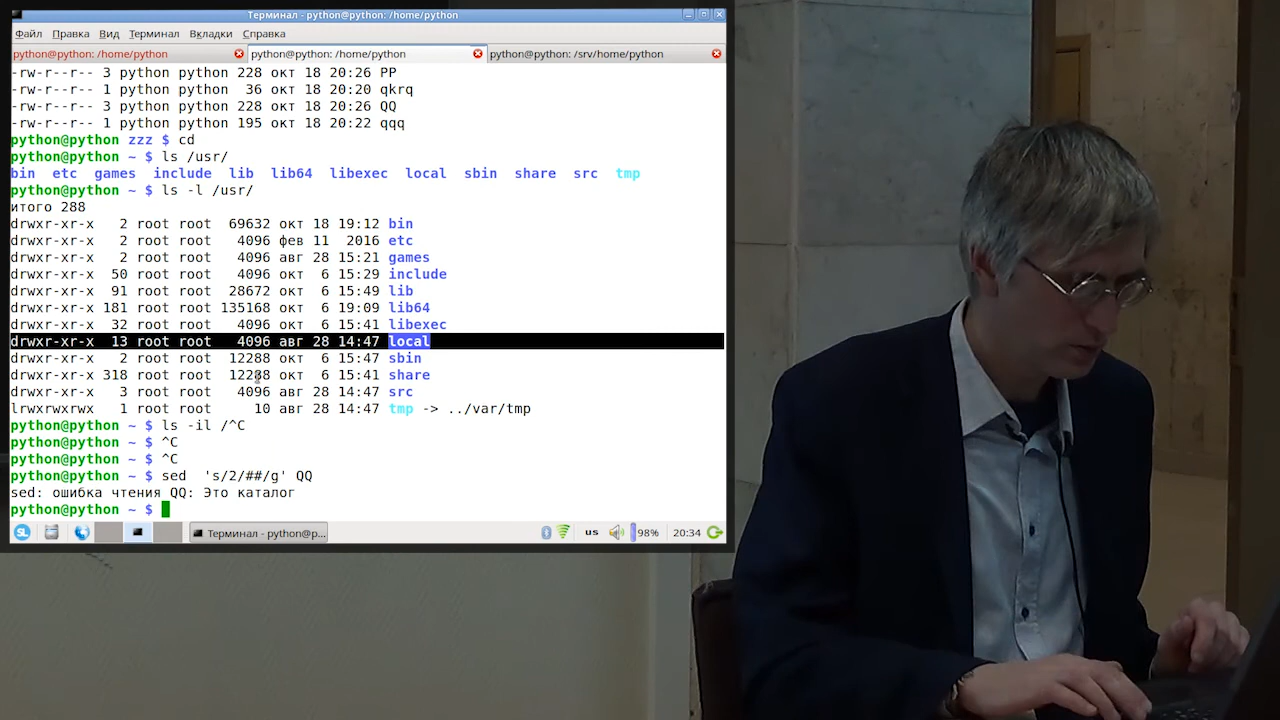 Терминал - python@python: /home/python
Файл Правка Вид Терминал Вкладки Справка
python@python: /home/python python@python: /home/python python@python: /srv/home/python
-rw-r--r-- 3 python python 228 окт 18 20:26 PP
-rw-r--r-- 1 python python 36 окт 18 20:20 qkrq
-rw-r--r-- 3 python python 228 окт 18 20:26 QQ
-rw-r--r-- 1 python python 195 окт 18 20:22 qqq
python@python zzz $ cd
python@python ~ $ ls /usr/
bin etc games include lib lib64 libexec local sbin share src tmp
python@python ~ $ ls -l /usr/
итого 288
drwxr-xr-x 2 root root 69632 окт 18 19:12 bin
drwxr-xr-x 2 root root 4096 фев 11 2016 etc
drwxr-xr-x 2 root root 4096 авг 28 15:21 games
drwxr-xr-x 50 root root 4096 окт 6 15:29 include
drwxr-xr-x 91 root root 28672 окт 6 15:49 lib
drwxr-xr-x 181 root root 135168 окт 6 19:09 lib64
drwxr-xr-x 32 root root 4096 окт 6 15:41 libexec
drwxr-xr-x 13 root root 4096 авг 28 14:47 local
drwxr-xr-x 2 root root 12288 окт 6 15:47 sbin
drwxr-xr-x 318 root root 12288 окт 6 15:41 share
drwxr-xr-x 3 root root 4096 авг 28 14:47 src
lrwxrwxrwx 1 root root 10 авг 28 14:47 tmp -> ../var/tmp
python@python ~ $ ls -il /^C
python@python ~ $ ^C
python@python ~ $ ^C
python@python ~ $ sed 's/2/##/g' QQ
sed: ошибка чтения QQ: Это каталог
python@python ~ $
Терминал - python@p... us 98% 20:34